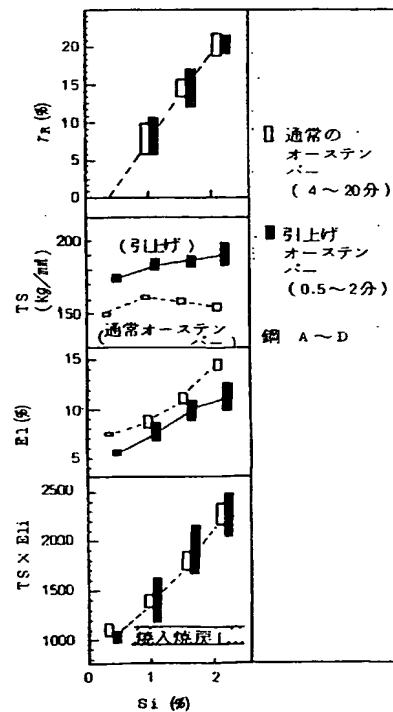 γR (%)
25
20
15
10
5
0
▯ 通常の
オーステン
パー
(4～20分)
TS
(kg/mm²)
200
150
(引上げ)
(通常オーステンパー)
▮ 引上げ
オーステン
パー
(0.5～2分)
鋼 A～D
El (%)
15
10
5
TS × Eli
2500
2000
1500
1000
焼入焼戻し
0 1 2
Si (%)